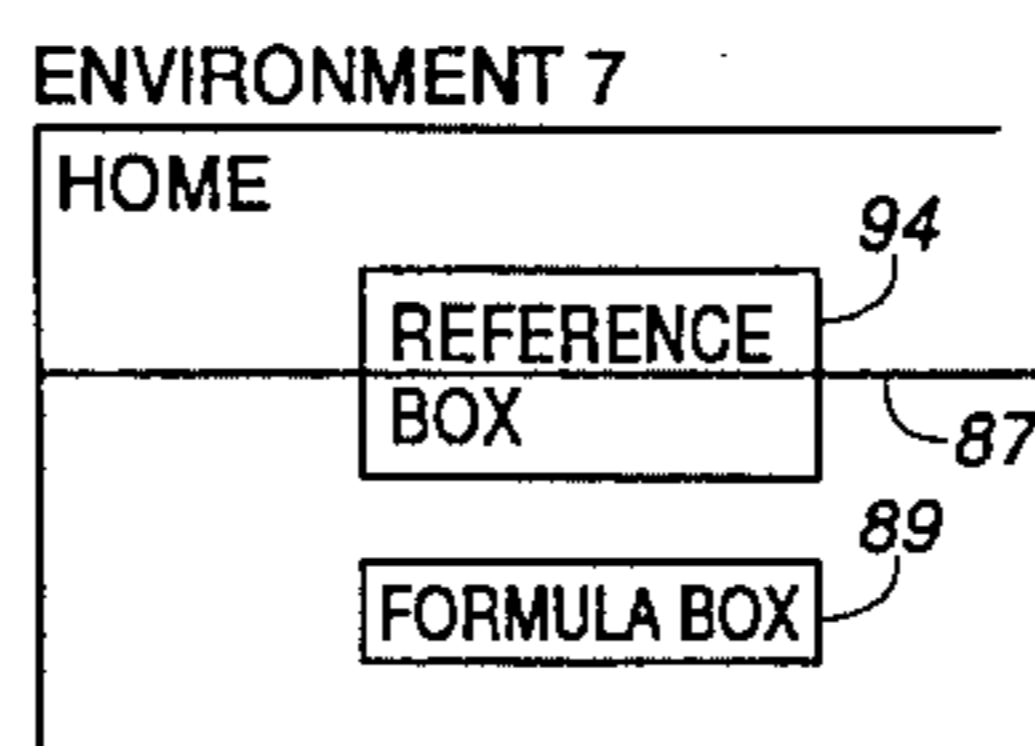 ENVIRONMENT 7
HOME
94
REFERENCE
BOX
87
89
FORMULA BOX